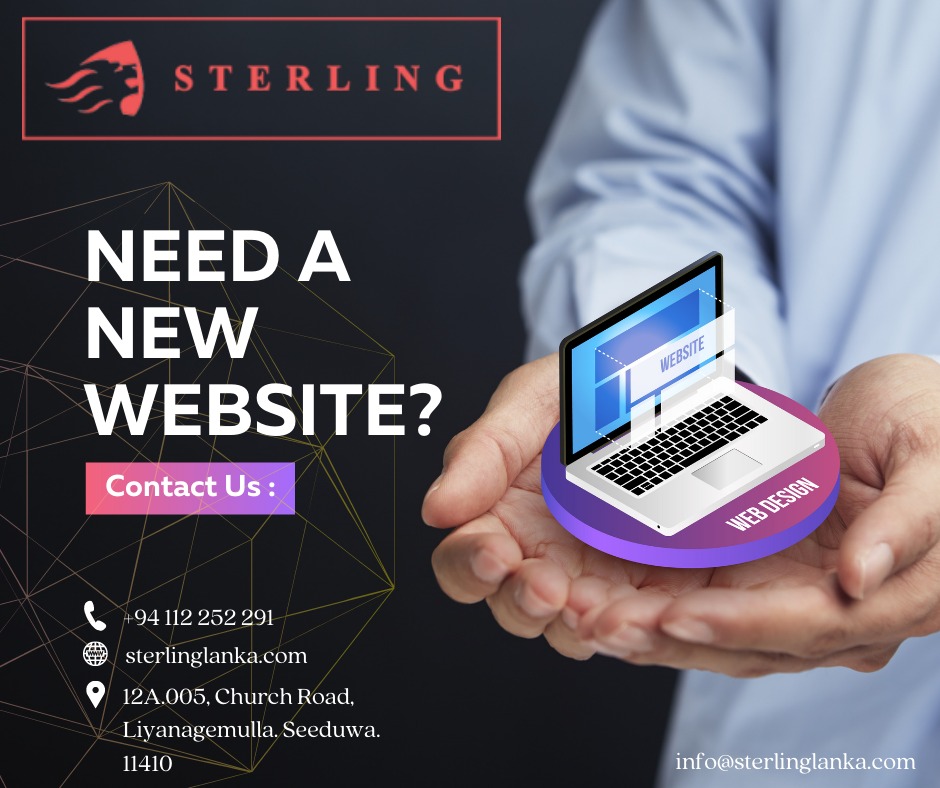 STERLING
NEED A
NEW
WEBSITE?
Contact Us :
+94 112 252 291
sterlinglanka.com
12A.005, Church Road,
Liyanagemulla. Seeduwa.
11410
WEBSITE
WEB DESIGN
info@sterlinglanka.com